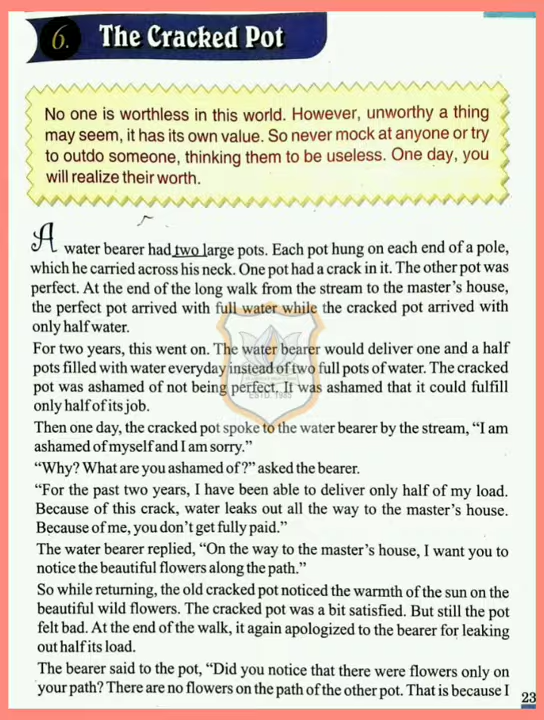 6.
The Cracked Pot
No one is worthless in this world. However, unworthy a thing
may seem, it has its own value. So never mock at anyone or try
to outdo someone, thinking them to be useless. One day, you
will realize their worth.
A water bearer had two large pots. Each pot hung on each end of a pole,
which he carried across his neck. One pot had a crack in it. The other pot was
perfect. At the end of the long walk from the stream to the master's house,
the perfect pot arrived with full water while the cracked pot arrived with
only half water.
For two years, this went on. The water bearer would deliver one and a half
pots filled with water everyday instead of two full pots of water. The cracked
pot was ashamed of not being perfect. It was ashamed that it could fulfill
only half of its job.
ESTD. 1985
Then one day, the cracked pot spoke to the water bearer by the stream, “I am
ashamed of myself and I am sorry.”
“Why? What are you ashamed of?” asked the bearer.
“For the past two years, I have been able to deliver only half of my load.
Because of this crack, water leaks out all the way to the master's house.
Because of me, you don't get fully paid.”
The water bearer replied, “On the way to the master's house, I want you to
notice the beautiful flowers along the path.”
So while returning, the old cracked pot noticed the warmth of the sun on the
beautiful wild flowers. The cracked pot was a bit satisfied. But still the pot
felt bad. At the end of the walk, it again apologized to the bearer for leaking
out half its load.
The bearer said to the pot, “Did you notice that there were flowers only on
your path? There are no flowers on the path of the other pot. That is because I
23